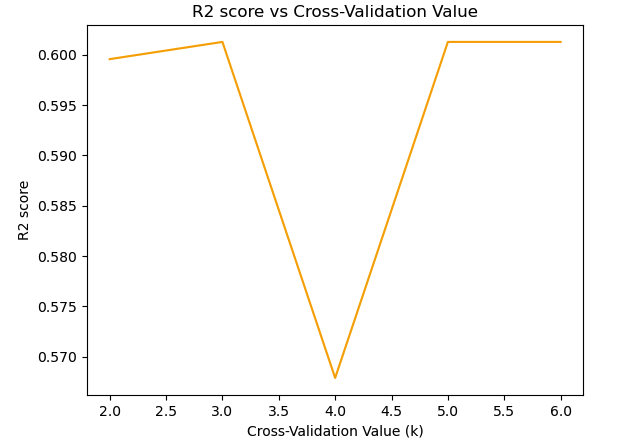 R2 score vs Cross-Validation Value
0.600
0.595
0.590
0.585
0.580
0.575
0.570
R2 score
2.0 2.5 3.0 3.5 4.0 4.5 5.0 5.5 6.0
Cross-Validation Value (k)